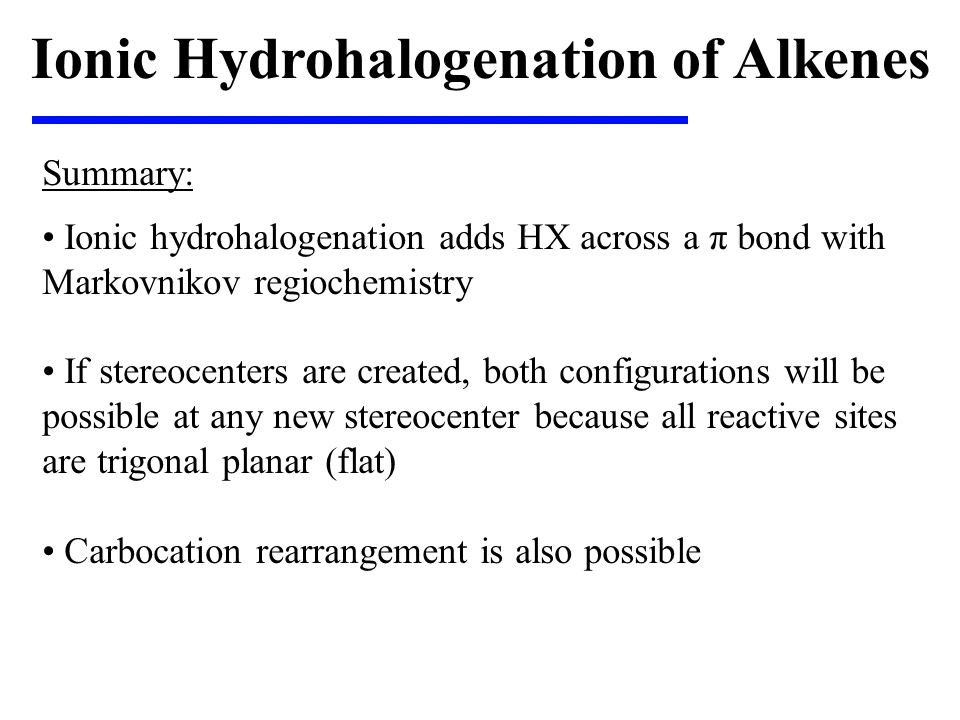 Ionic Hydrohalogenation of Alkenes
Summary:
• Ionic hydrohalogenation adds HX across a π bond with
Markovnikov regiochemistry
• If stereocenters are created, both configurations will be
possible at any new stereocenter because all reactive sites
are trigonal planar (flat)
• Carbocation rearrangement is also possible